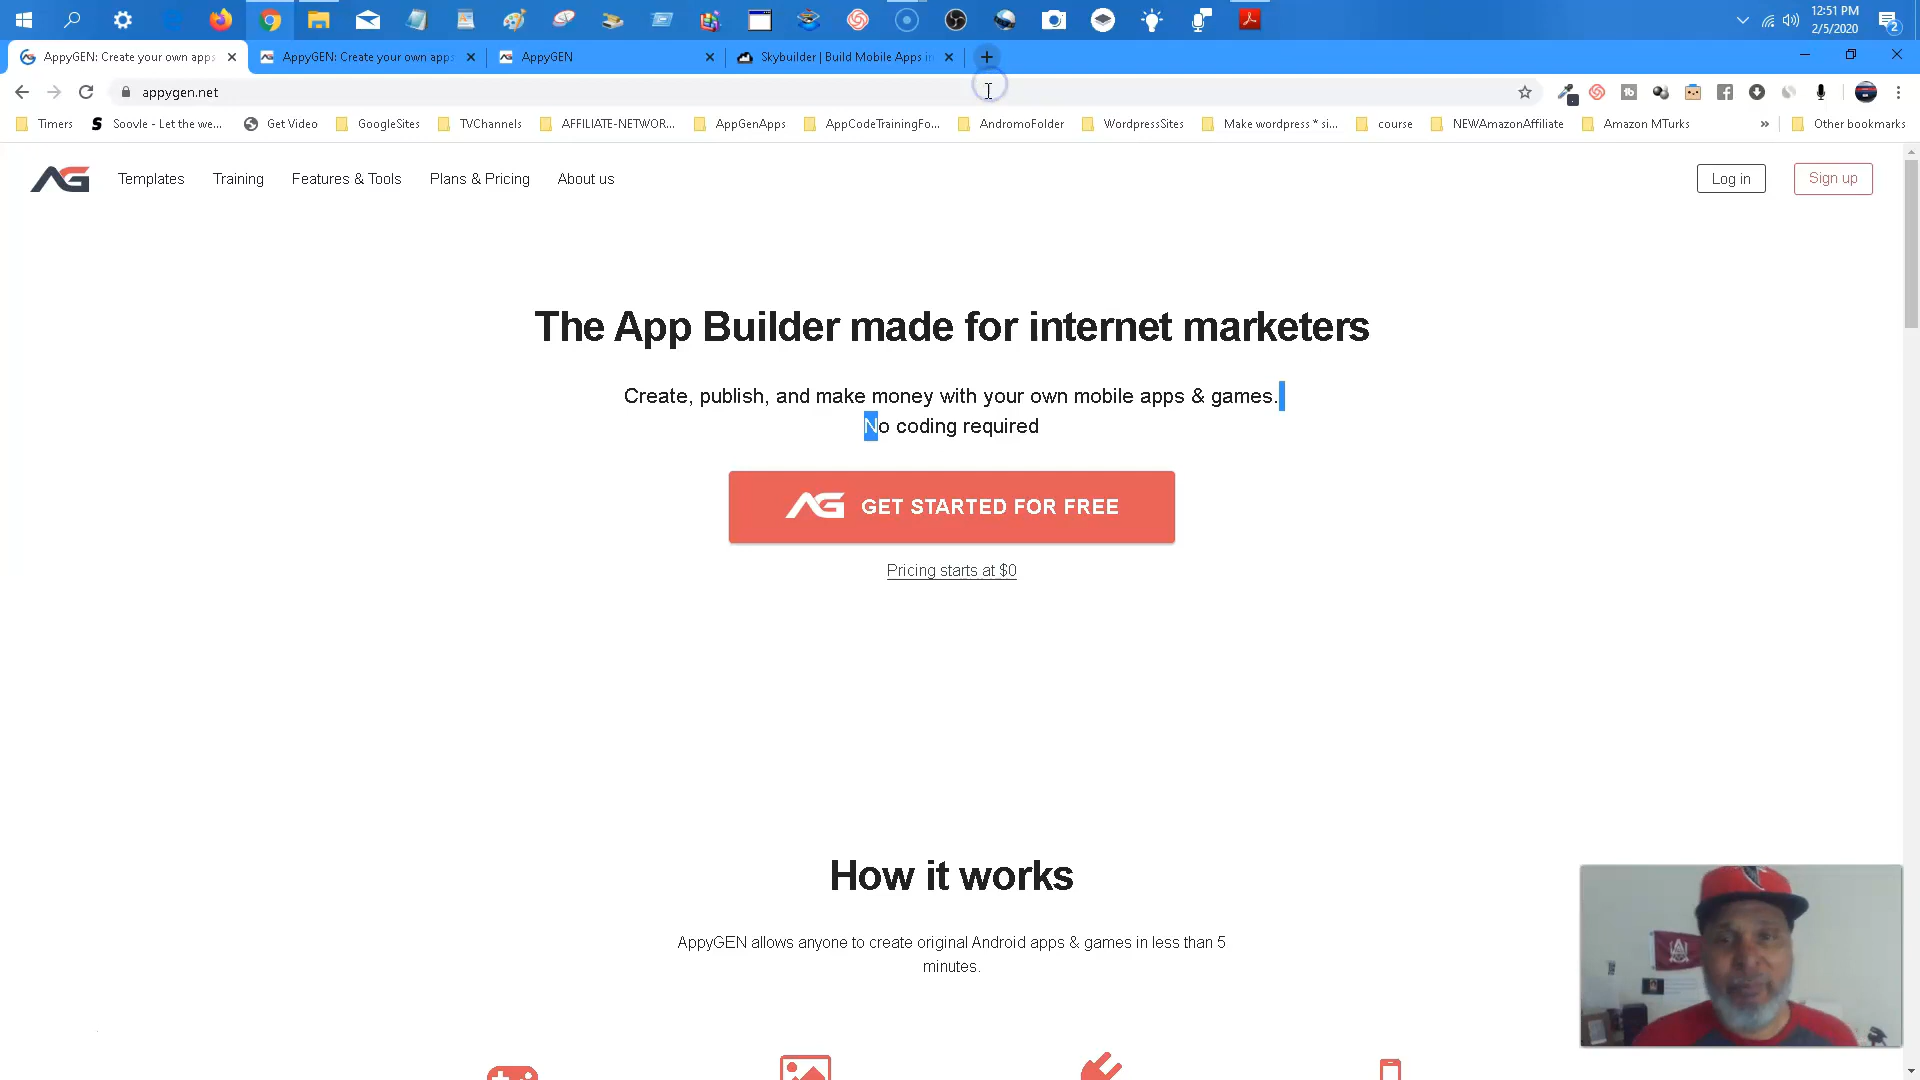 12:51 PM
2/5/2020
2
AppyGEN: Create your own apps
AppyGEN: Create your own apps
AppyGEN
Skybuilder | Build Mobile Apps in
appygen.net
Timers
Soovle - Let the we...
Get Video
GoogleSites
TVChannels
AFFILIATE-NETWOR...
AppGenApps
AppCodeTrainingFo...
AndromoFolder
WordpressSites
Make wordpress * si...
course
NEWAmazonAffiliate
Amazon MTurks
»
Other bookmarks
AG
Templates
Training
Features & Tools
Plans & Pricing
About us
Log in
Sign up
The App Builder made for internet marketers
Create, publish, and make money with your own mobile apps & games.
No coding required
AG GET STARTED FOR FREE
Pricing starts at $0
How it works
AppyGEN allows anyone to create original Android apps & games in less than 5
minutes.